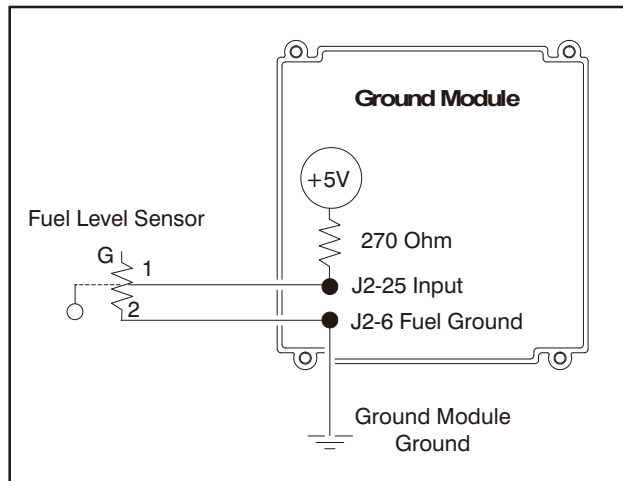 Ground Module
+5V
Fuel Level Sensor
270 Ohm
G
1
J2-25 Input
2
J2-6 Fuel Ground
Ground Module
Ground